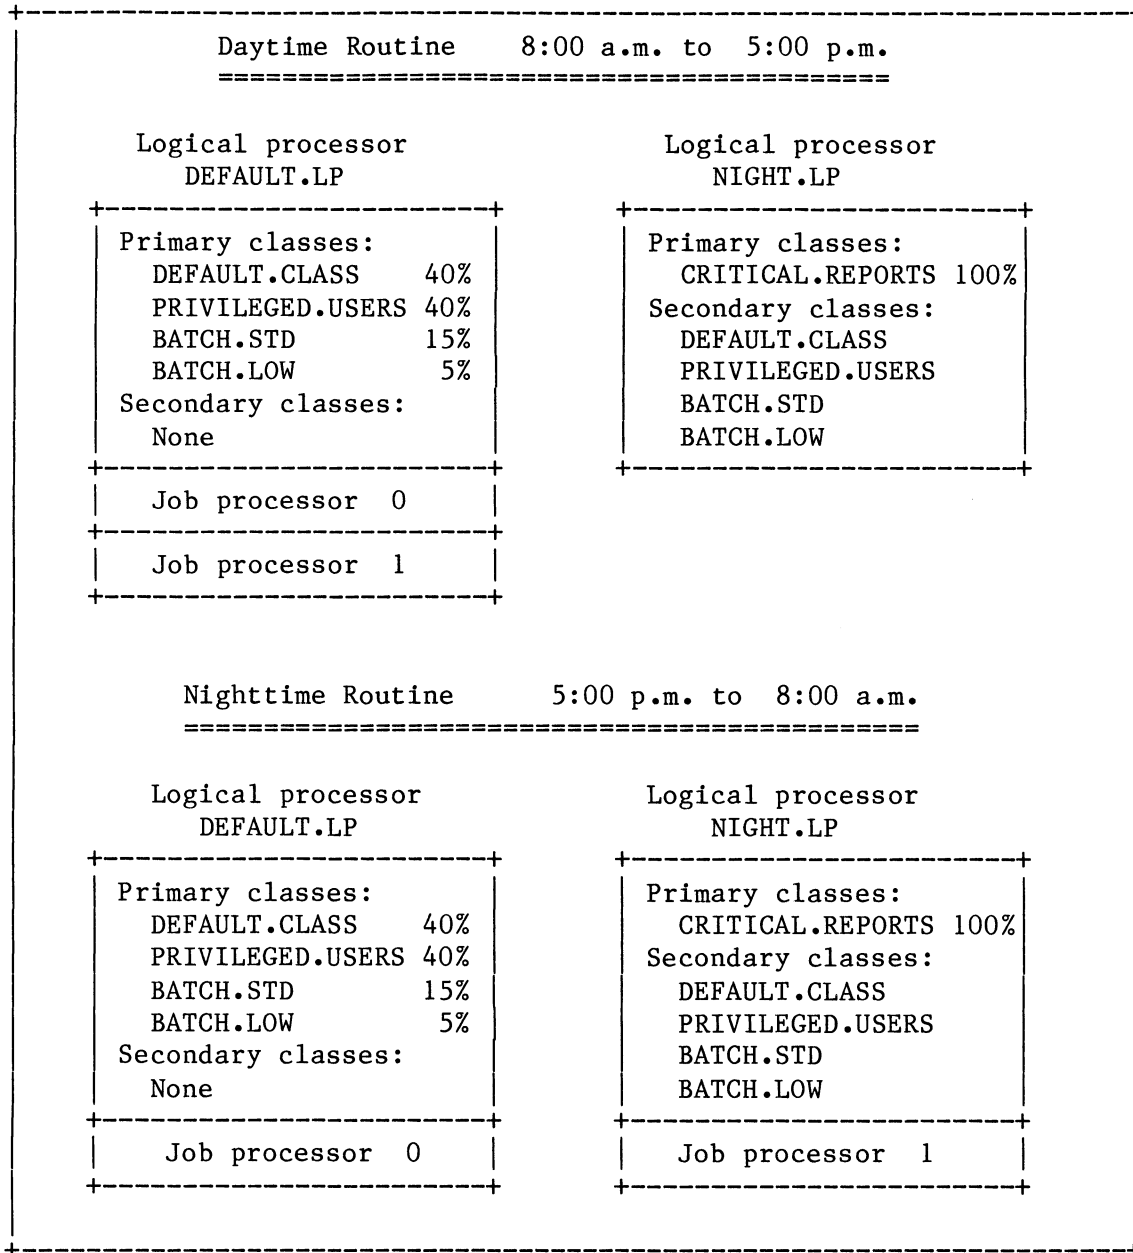 Daytime Routine 8:00 a.m. to 5:00 p.m.
==========================================
Logical processor Logical processor
DEFAULT.LP NIGHT.LP
Primary classes: Primary classes:
DEFAULT.CLASS 40% CRITICAL.REPORTS 100%
PRIVILEGED.USERS 40% Secondary classes:
BATCH.STD 15% DEFAULT.CLASS
BATCH.LOW 5% PRIVILEGED.USERS
Secondary classes: BATCH.STD
None BATCH.LOW
Job processor 0
Job processor 1
Nighttime Routine 5:00 p.m. to 8:00 a.m.
==============================================
Logical processor Logical processor
DEFAULT.LP NIGHT.LP
Primary classes: Primary classes:
DEFAULT.CLASS 40% CRITICAL.REPORTS 100%
PRIVILEGED.USERS 40% Secondary classes:
BATCH.STD 15% DEFAULT.CLASS
BATCH.LOW 5% PRIVILEGED.USERS
Secondary classes: BATCH.STD
None BATCH.LOW
Job processor 0 Job processor 1